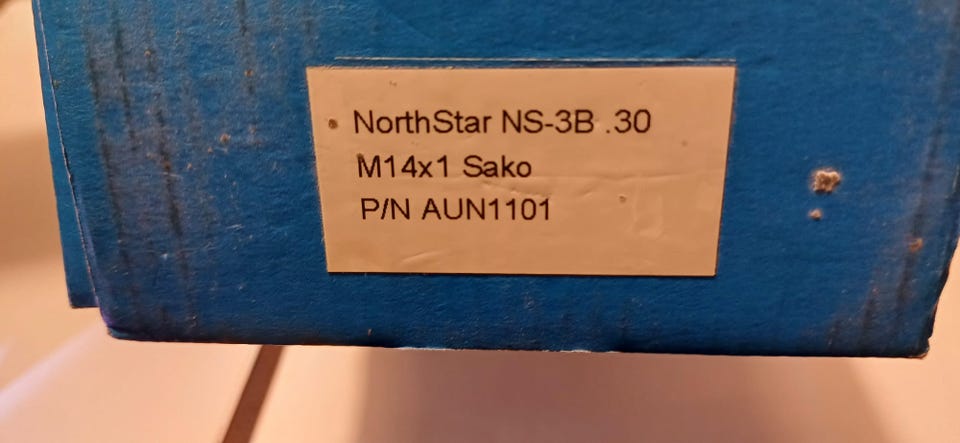 NorthStar NS-3B .30
M14x1 Sako
P/N AUN1101